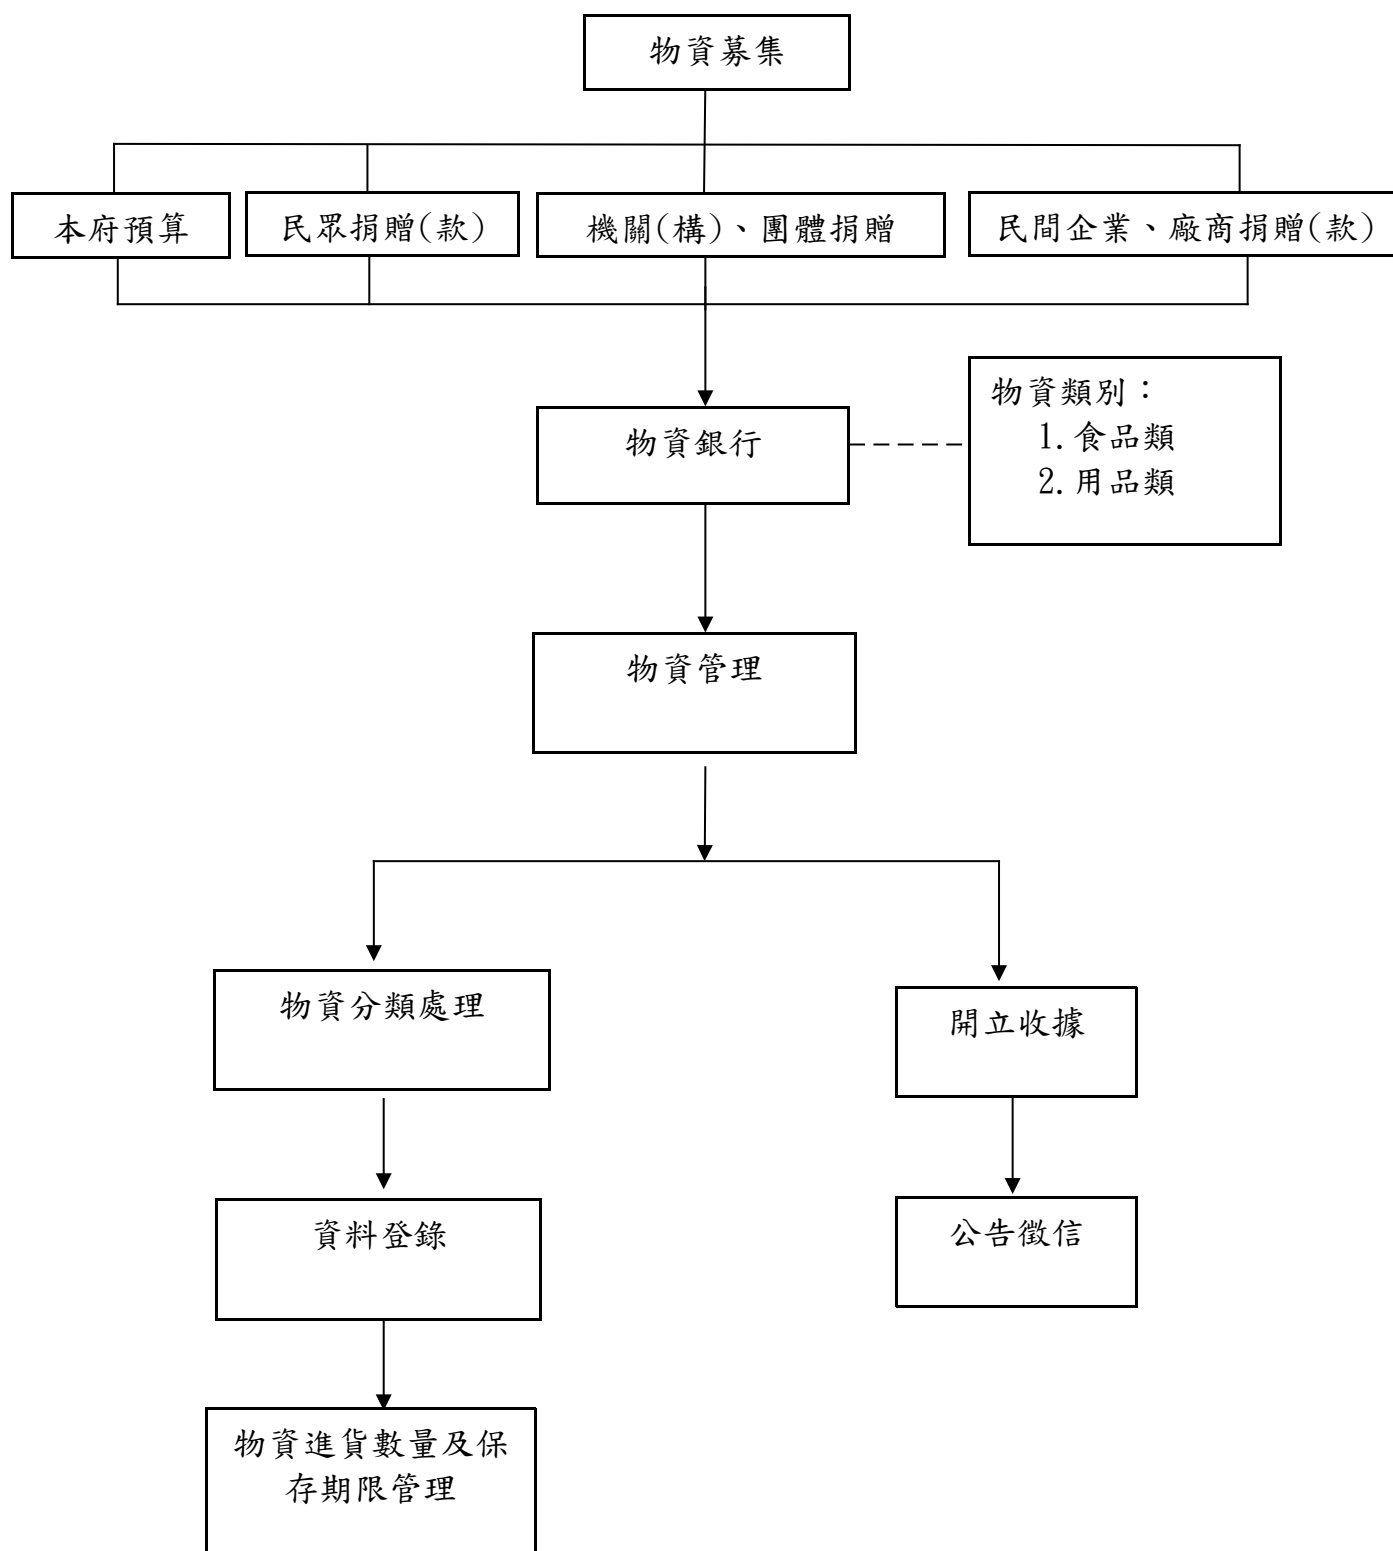 物資募集
本府預算
民眾捐贈(款)
機關(構)、團體捐贈
民間企業、廠商捐贈(款)
物資銀行
物資類別：
1.食品類
2.用品類
物資管理
物資分類處理
開立收據
資料登錄
公告徵信
物資進貨數量及保
存期限管理